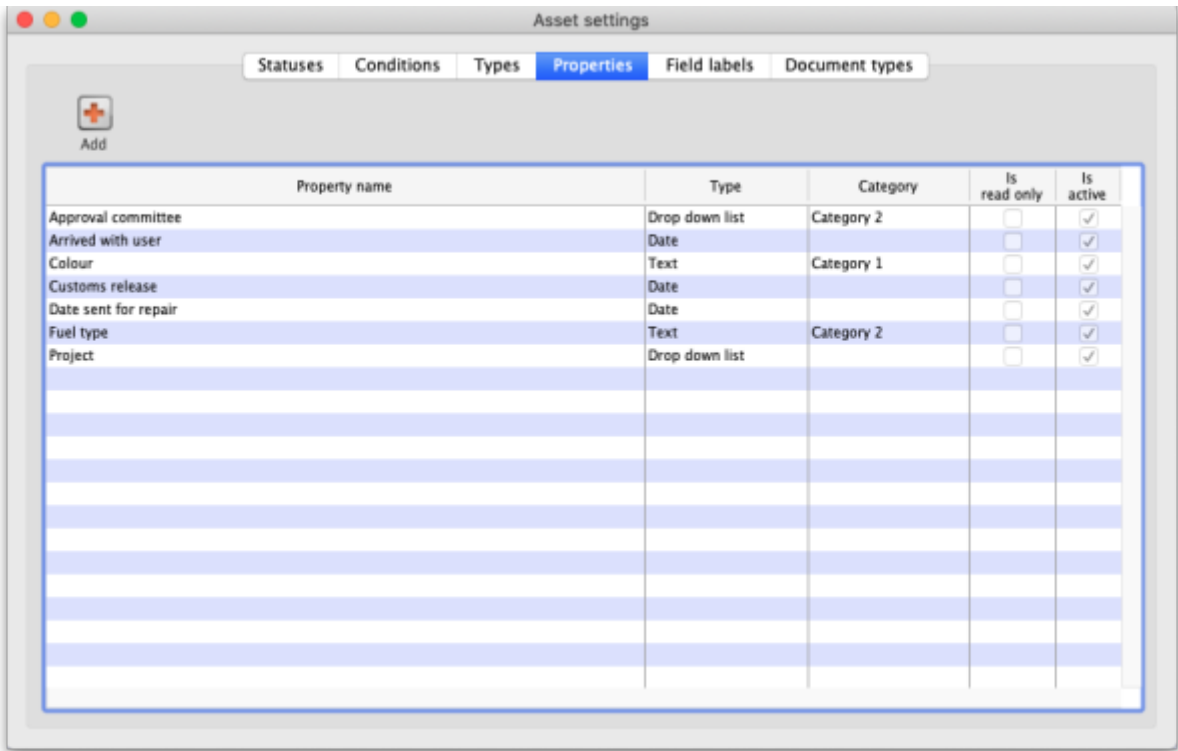 Asset settings
Statuses Conditions Types Properties Field labels Document types
Add
Property name Type Category Is read only Is active
Approval committee Drop down list Category 2
Arrived with user Date
Colour Text Category 1
Customs release Date
Date sent for repair Date
Fuel type Text Category 2
Project Drop down list